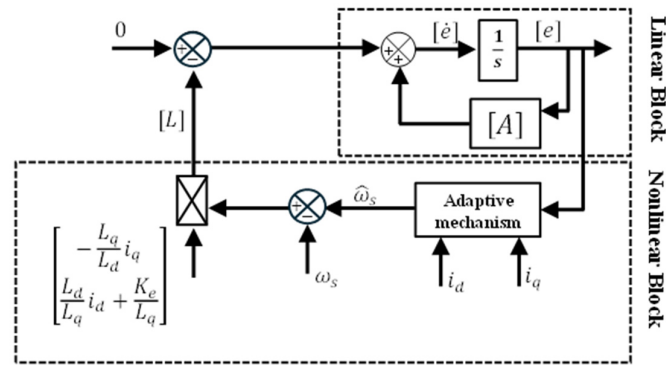 0
+
−
+
+
[ė]
1
s
[e]
[A]
Linear Block
[L]
Adaptive
mechanism
ω̂s
+
−
ωs
id
iq
− Lq/Ld iq
Ld/Lq id + Ke/Lq
Nonlinear Block